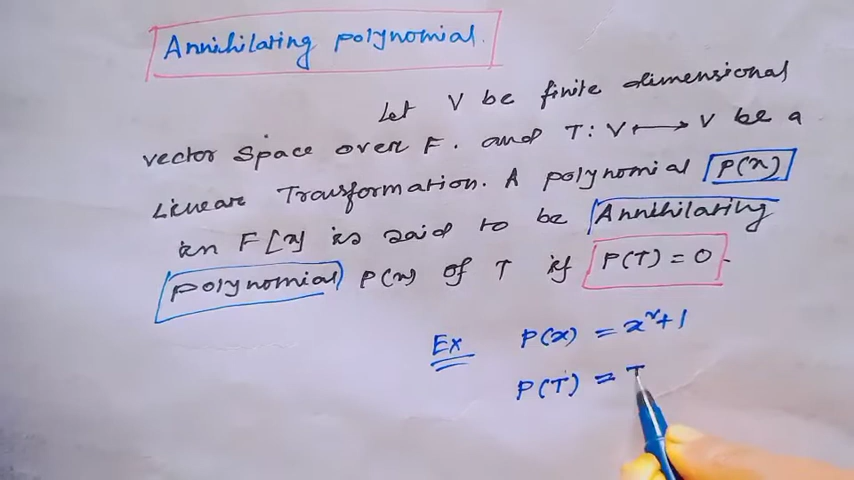 Annihilating polynomial.
Let V be finite dimensional
vector space over F. and T: V ⟼ V be a
Linear Transformation. A polynomial P(x)
in F[x] is said to be Annihilating
polynomial P(x) of T if P(T) = 0.
Ex P(x) = x²+1
P(T) = T